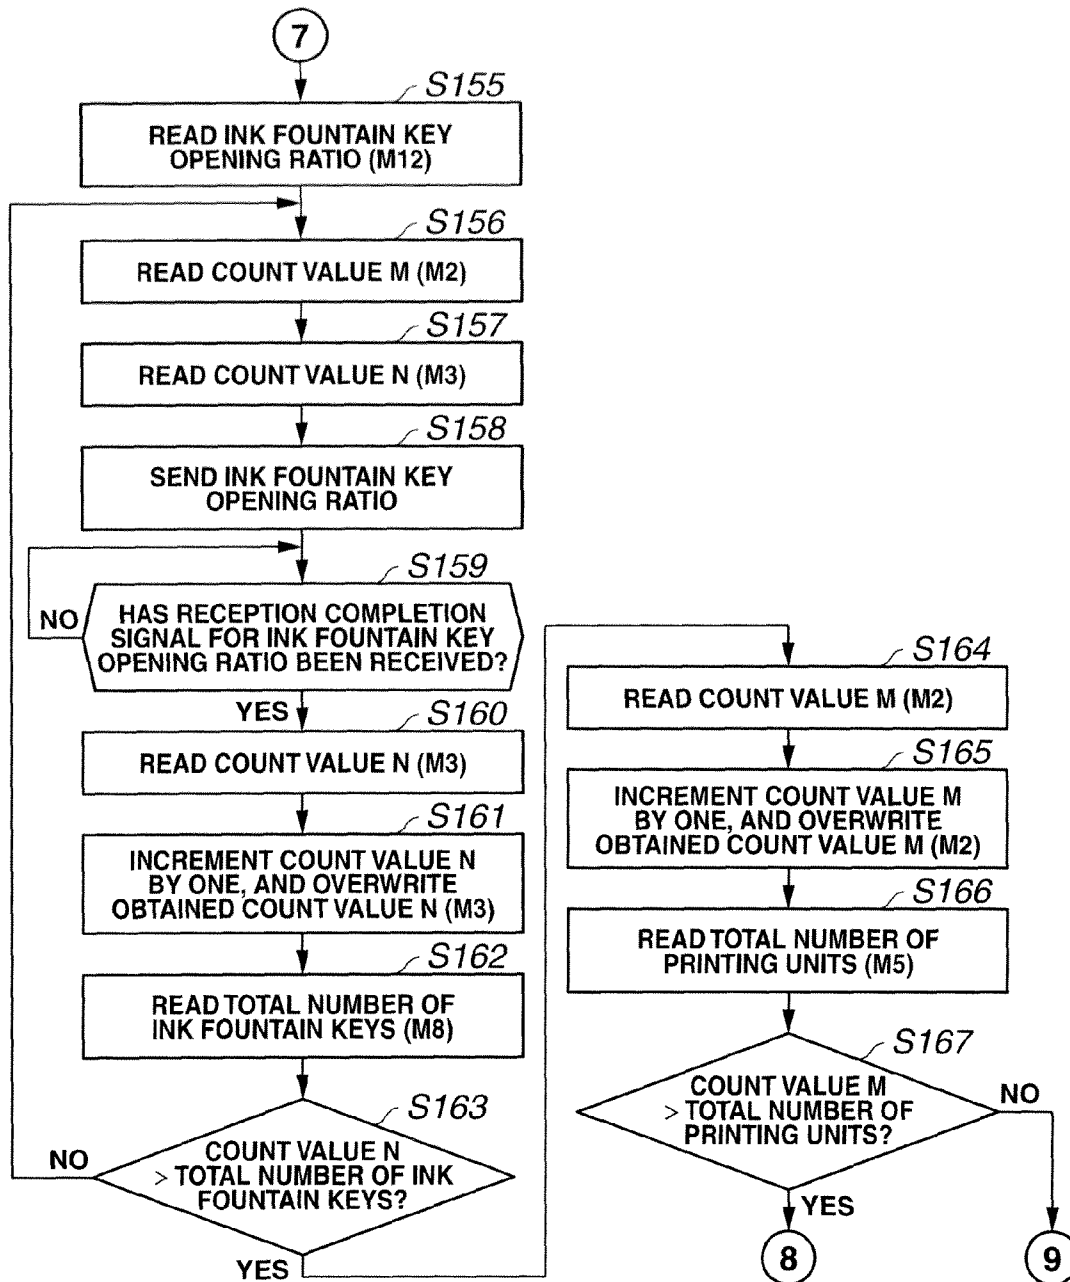 7
S155
READ INK FOUNTAIN KEY
OPENING RATIO (M12)
S156
READ COUNT VALUE M (M2)
S157
READ COUNT VALUE N (M3)
S158
SEND INK FOUNTAIN KEY
OPENING RATIO
S159
NO
HAS RECEPTION COMPLETION
SIGNAL FOR INK FOUNTAIN KEY
OPENING RATIO BEEN RECEIVED?
YES
S160
READ COUNT VALUE N (M3)
S161
INCREMENT COUNT VALUE N
BY ONE, AND OVERWRITE
OBTAINED COUNT VALUE N (M3)
S162
READ TOTAL NUMBER OF
INK FOUNTAIN KEYS (M8)
S163
NO
COUNT VALUE N
> TOTAL NUMBER OF INK
FOUNTAIN KEYS?
YES
S164
READ COUNT VALUE M (M2)
S165
INCREMENT COUNT VALUE M
BY ONE, AND OVERWRITE
OBTAINED COUNT VALUE M (M2)
S166
READ TOTAL NUMBER OF
PRINTING UNITS (M5)
S167
COUNT VALUE M
> TOTAL NUMBER OF
PRINTING UNITS?
NO
YES
8
9